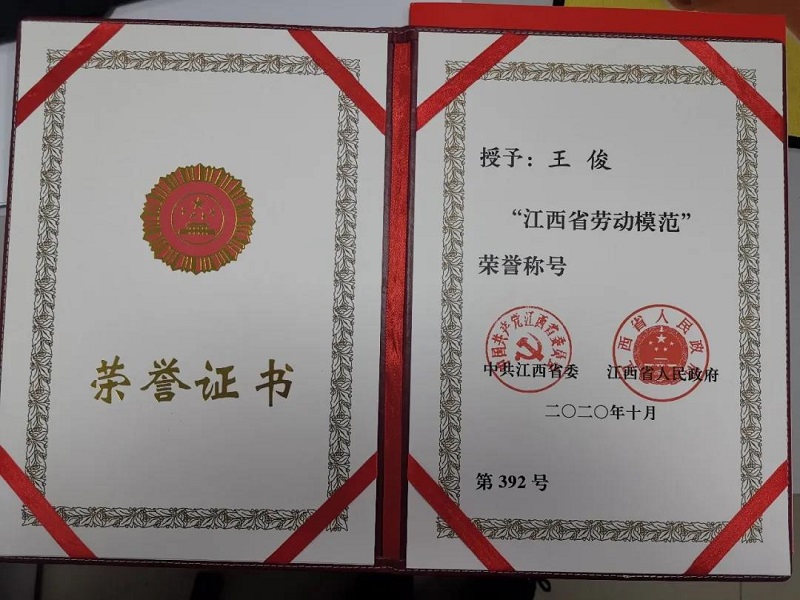 荣誉证书
授予：王 俊
“江西省劳动模范”
荣誉称号
中国共产党江西省委员会
江西省人民政府
中共江西省委 江西省人民政府
二〇二〇年十月
第 392 号